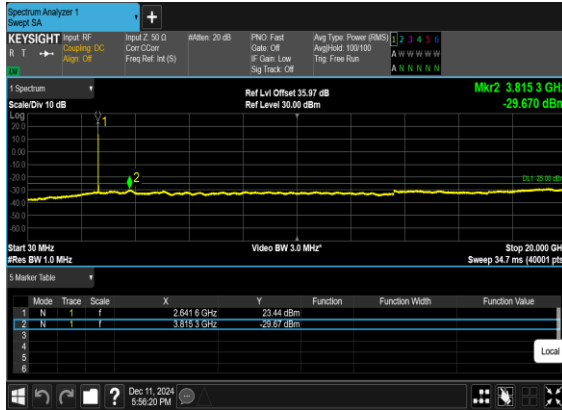 Spectrum Analyzer 1
Swept SA
+
KEYSIGHT Input: RF Input Z: 50 Ω #Atten: 20 dB PNO: Fast Avg Type: Power (RMS) 1 2 3 4 5 6
R T Coupling: DC Corr CCorr Gate: Off Avg|Hold: 100/100 A W W W W W
Align: Off Freq Ref: Int (S) IF Gain: Low Trig: Free Run
LU Sig Track: Off A N N N N N
1 Spectrum Ref Lvl Offset 35.97 dB Mkr2 3.815 3 GHz
Scale/Div 10 dB Ref Level 30.00 dBm -29.670 dBm
Log
20.0
10.0
0.00
-10.0
-20.0
-30.0
-40.0
-50.0
-60.0
1
2
Start 30 MHz Video BW 3.0 MHz* Stop 20.000 GH
#Res BW 1.0 MHz Sweep 34.7 ms (40001 pts
5 Marker Table
Mode Trace Scale X Y Function Function Width Function Value
1 N 1 f 2.641 6 GHz 23.44 dBm
2 N 1 f 3.815 3 GHz -29.67 dBm
3
4
5
6
Local
? Dec 11, 2024
5:56:20 PM